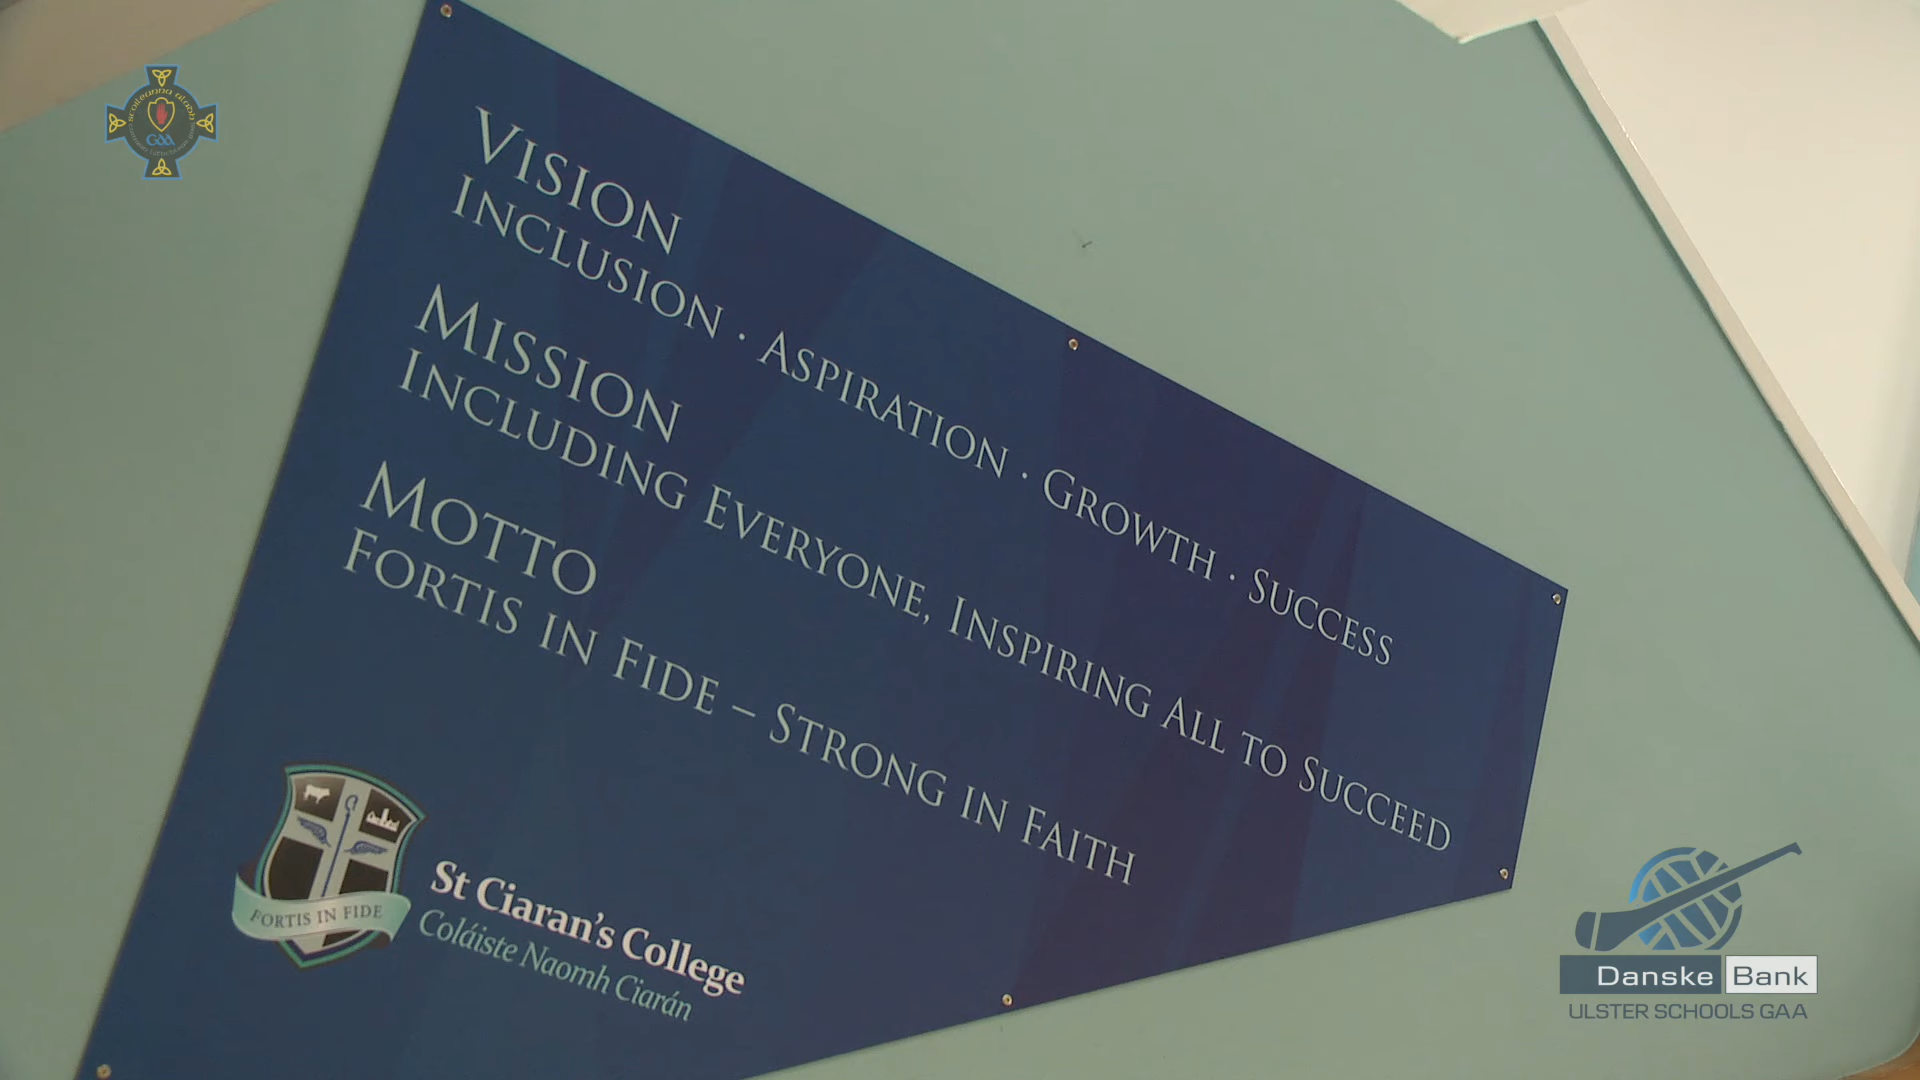 VISION
INCLUSION · ASPIRATION · GROWTH · SUCCESS
MISSION
INCLUDING EVERYONE, INSPIRING ALL TO SUCCEED
MOTTO
FORTIS IN FIDE – STRONG IN FAITH
FORTIS IN FIDE
St Ciaran's College
Coláiste Naomh Ciarán
GAA
Danske Bank
ULSTER SCHOOLS GAA